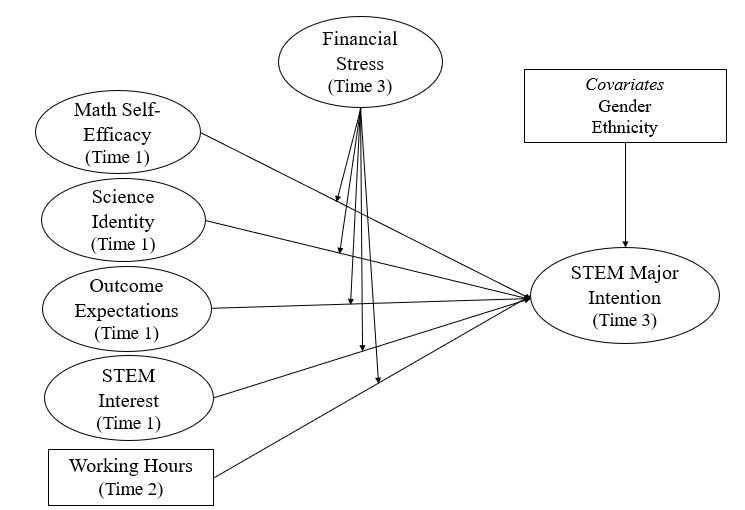 Financial
Stress
(Time 3)
Covariates
Gender
Ethnicity
Math Self-
Efficacy
(Time 1)
Science
Identity
(Time 1)
Outcome
Expectations
(Time 1)
STEM
Interest
(Time 1)
Working Hours
(Time 2)
STEM Major
Intention
(Time 3)